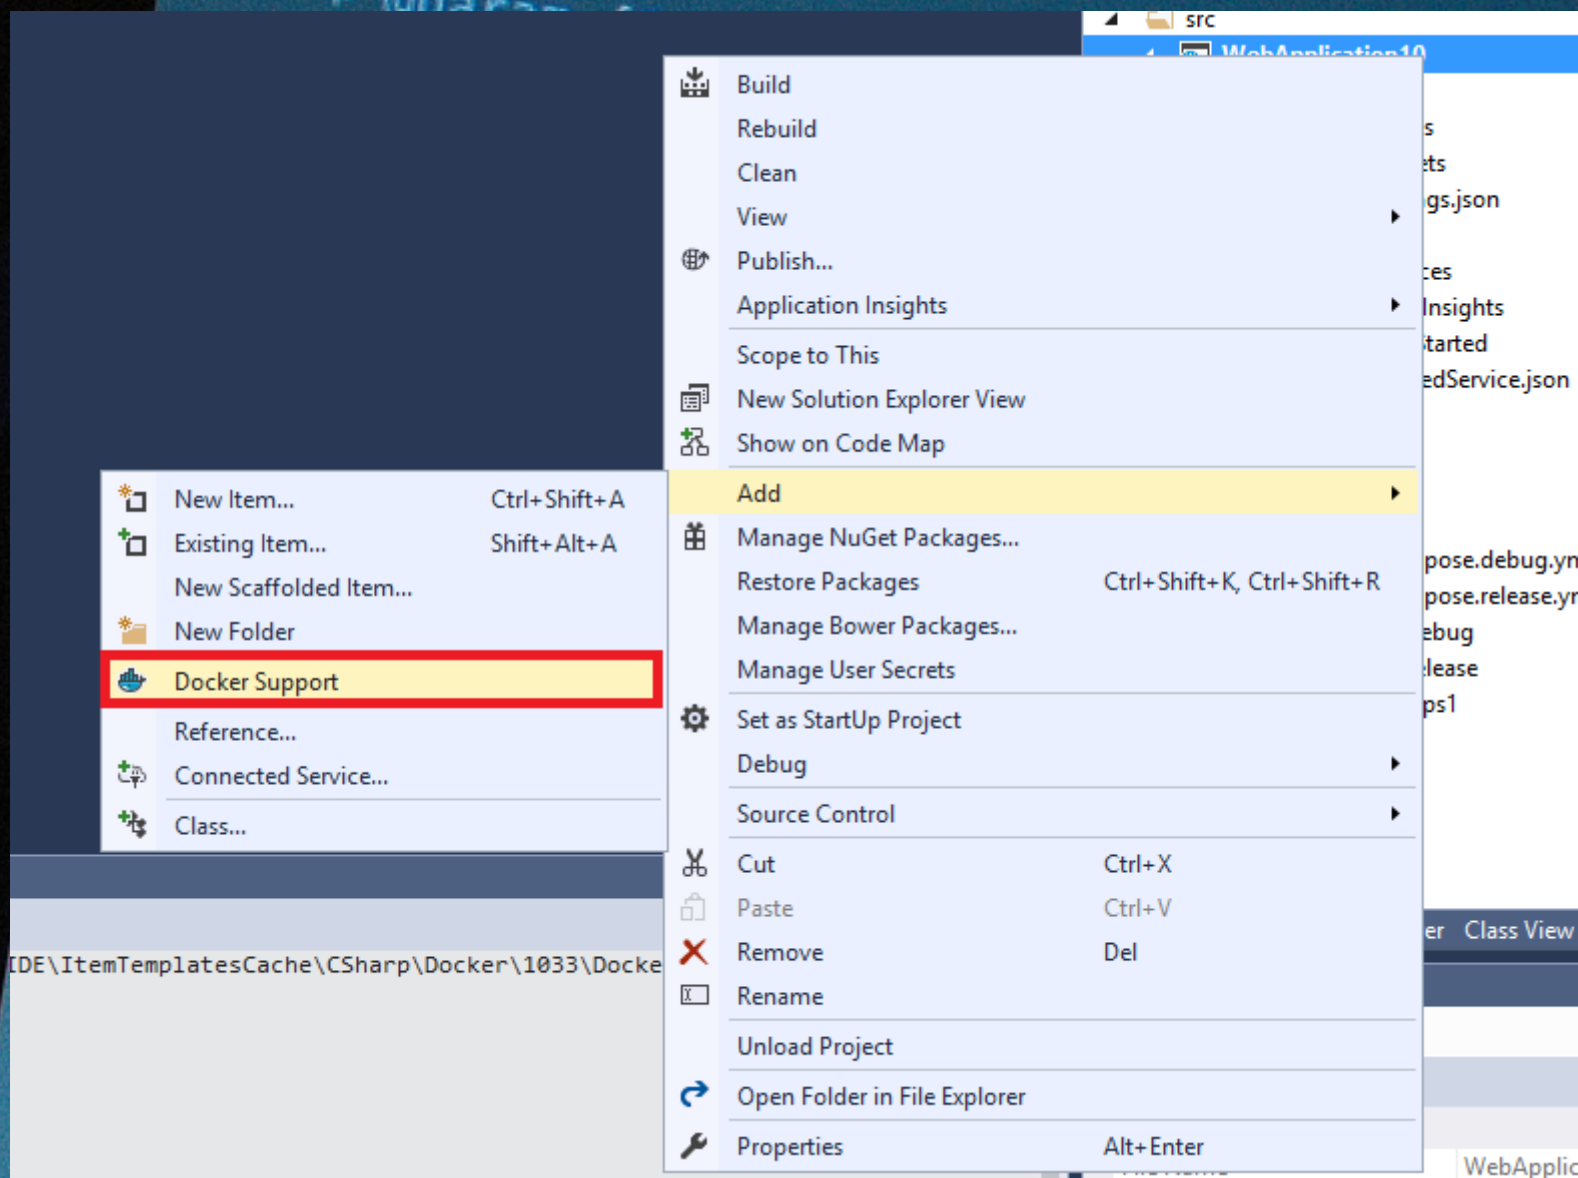 src
WebApplication10
Build
Rebuild
Clean
View
Publish...
Application Insights
Scope to This
New Solution Explorer View
Show on Code Map
Add
Manage NuGet Packages...
Restore Packages Ctrl+Shift+K, Ctrl+Shift+R
Manage Bower Packages...
Manage User Secrets
Set as StartUp Project
Debug
Source Control
Cut Ctrl+X
Paste Ctrl+V
Remove Del
Rename
Unload Project
Open Folder in File Explorer
Properties Alt+Enter
New Item... Ctrl+Shift+A
Existing Item... Shift+Alt+A
New Scaffolded Item...
New Folder
Docker Support
Reference...
Connected Service...
Class...
s
ets
gs.json
ces
Insights
tarted
edService.json
pose.debug.yn
pose.release.yr
ebug
lease
ps1
er Class View
IDE\ItemTemplatesCache\CSharp\Docker\1033\Docke
WebApplic